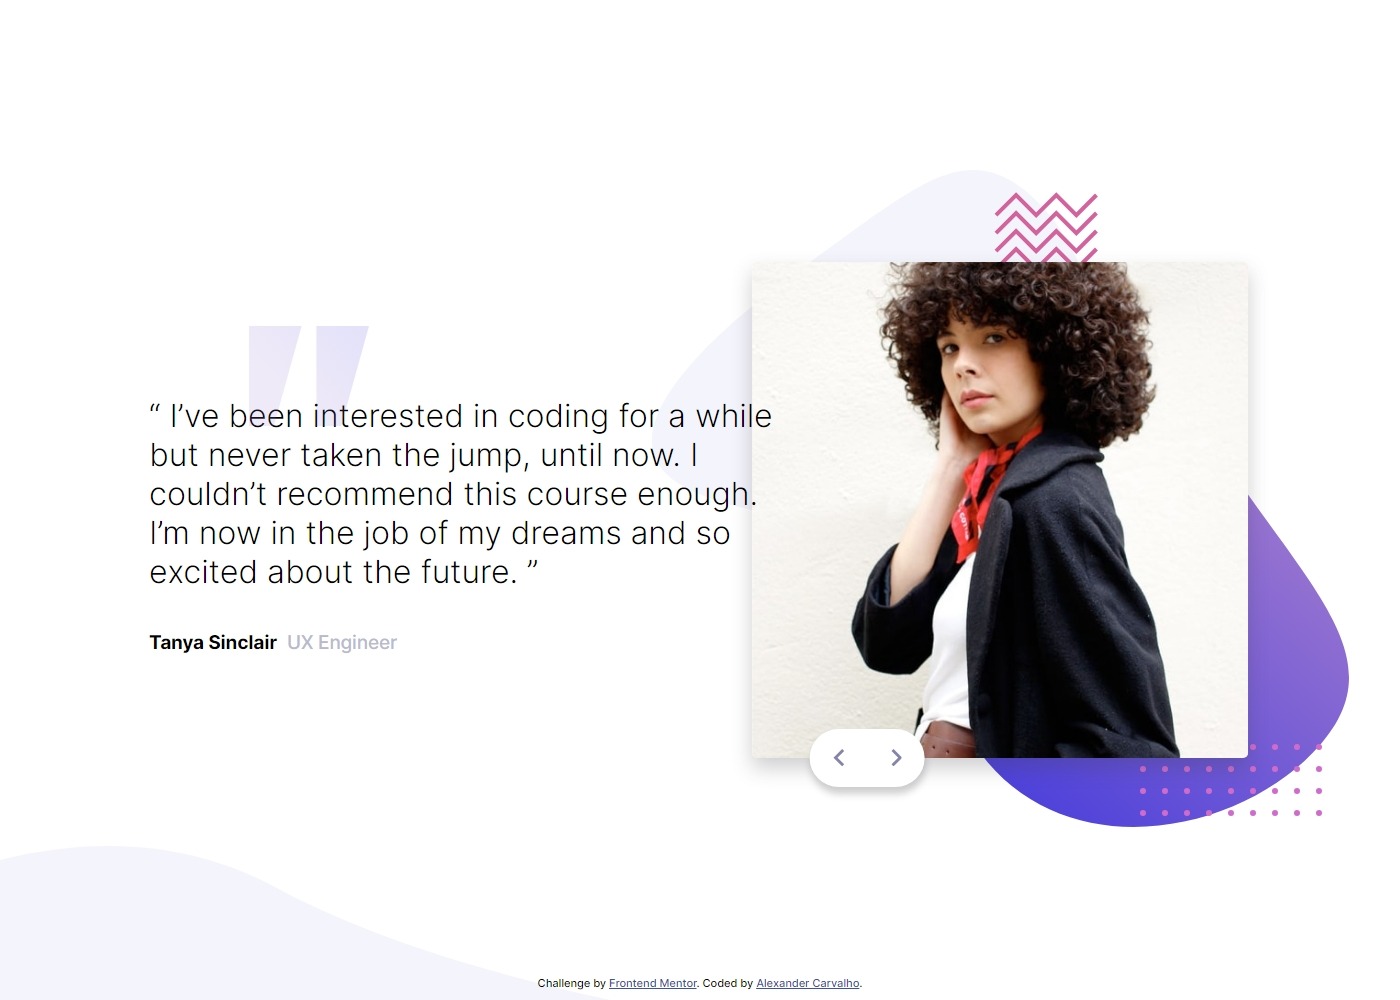 “ I’ve been interested in coding for a while
but never taken the jump, until now. I
couldn’t recommend this course enough.
I’m now in the job of my dreams and so
excited about the future. ”
Tanya Sinclair UX Engineer
Challenge by Frontend Mentor. Coded by Alexander Carvalho.